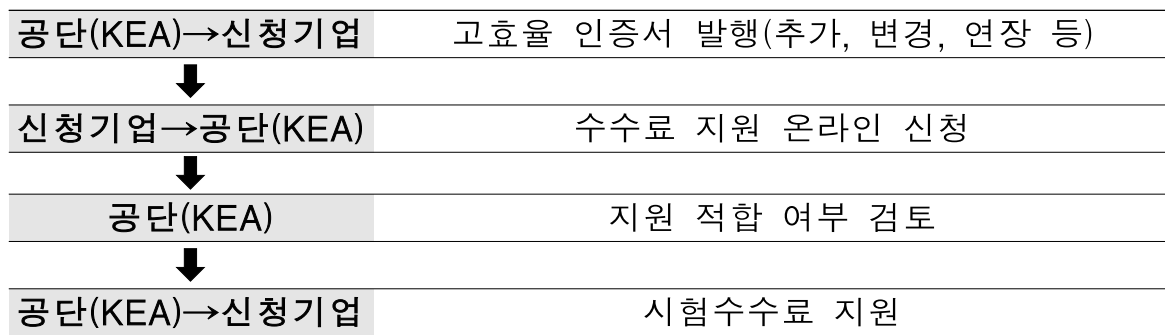 공단(KEA)→신청기업 고효율 인증서 발행(추가, 변경, 연장 등)
신청기업→공단(KEA) 수수료 지원 온라인 신청
공단(KEA) 지원 적합 여부 검토
공단(KEA)→신청기업 시험수수료 지원